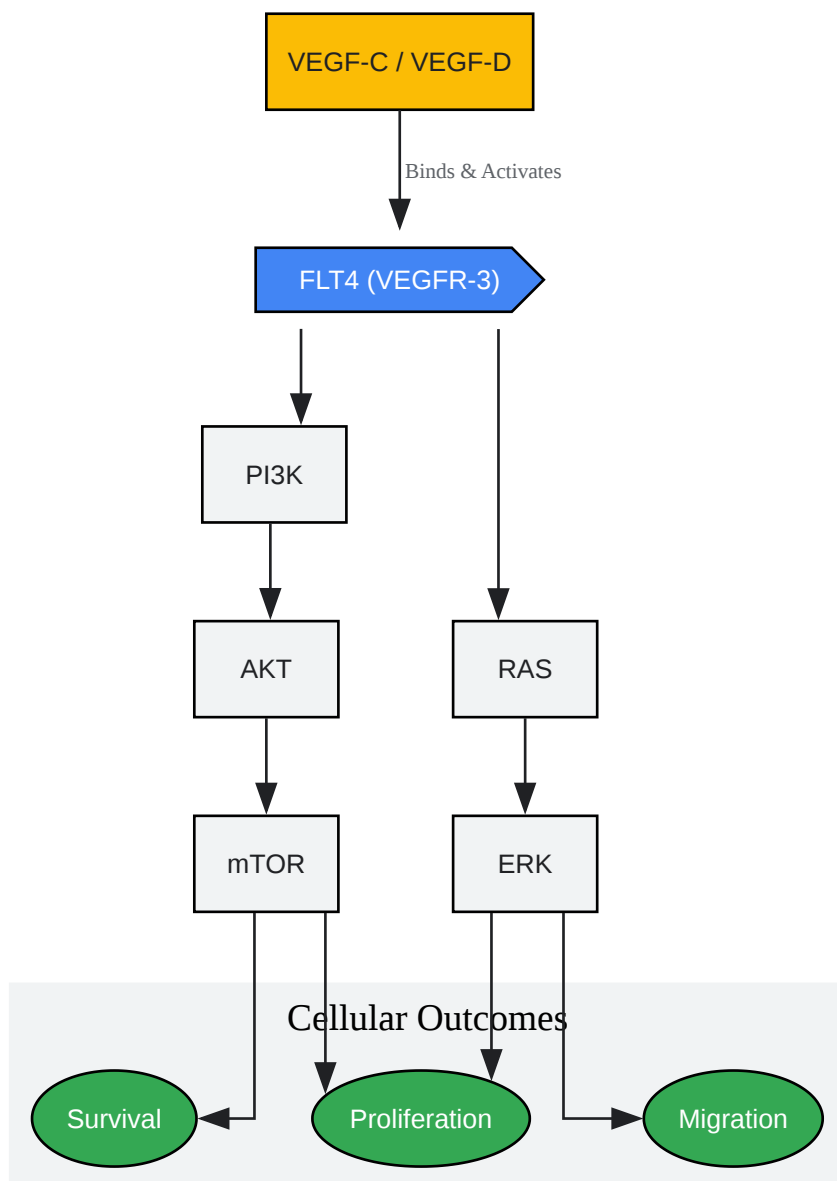 VEGF-C / VEGF-D
Binds & Activates
FLT4 (VEGFR-3)
PI3K
AKT
RAS
mTOR
ERK
Cellular Outcomes
Survival
Proliferation
Migration